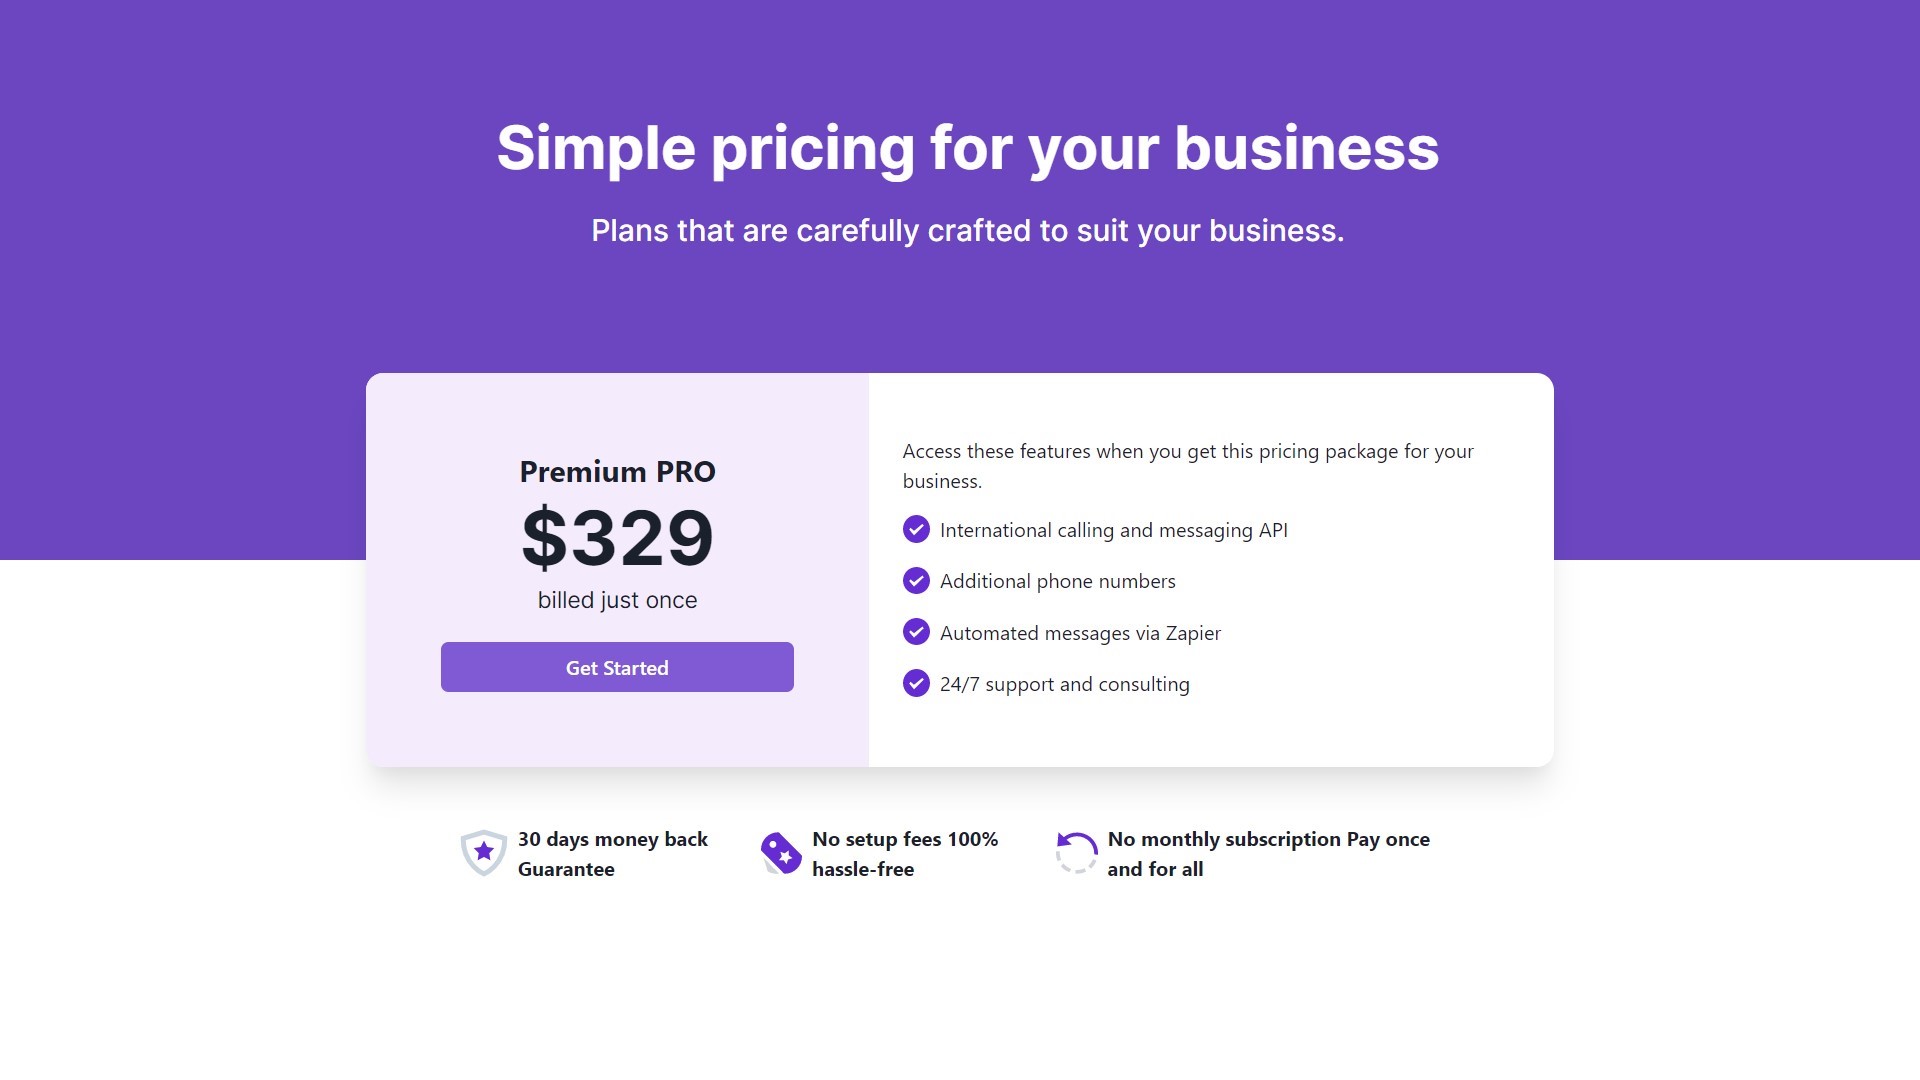 Simple pricing for your business
Plans that are carefully crafted to suit your business.
Premium PRO
$329
billed just once
Get Started
Access these features when you get this pricing package for your
business.
International calling and messaging API
Additional phone numbers
Automated messages via Zapier
24/7 support and consulting
30 days money back
Guarantee
No setup fees 100%
hassle-free
No monthly subscription Pay once
and for all